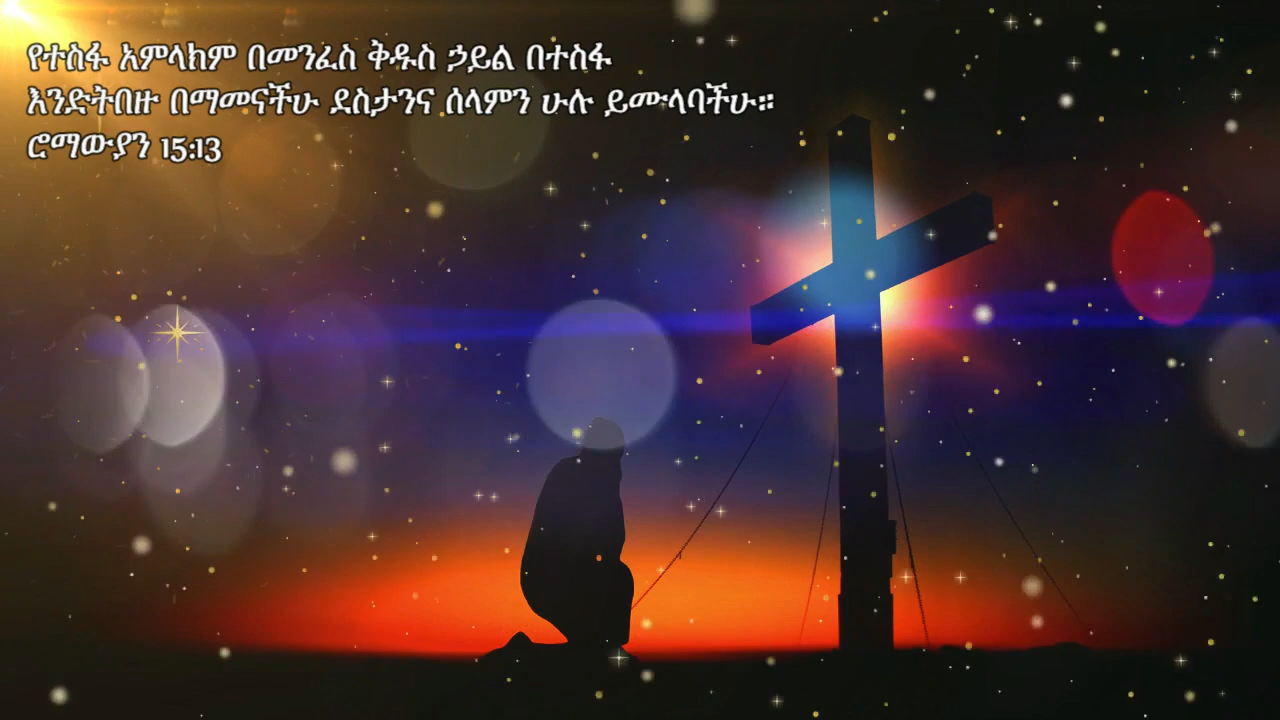 የተስፋ አምላክም በመንፈስ ቅዱስ ኃይል በተስፋ
እንድትበዙ በማመናችሁ ደስታንና ሰላምን ሁሉ ይሙላባችሁ።
ሮማውያን 15:13